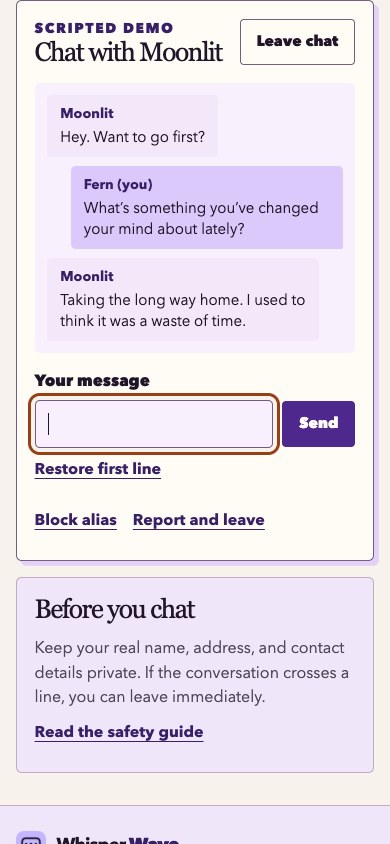 SCRIPTED DEMO
Chat with Moonlit
Leave chat
Moonlit
Hey. Want to go first?
Fern (you)
What's something you've changed
your mind about lately?
Moonlit
Taking the long way home. I used to
think it was a waste of time.
Your message
Send
Restore first line
Block alias
Report and leave
Before you chat
Keep your real name, address, and contact
details private. If the conversation crosses a
line, you can leave immediately.
Read the safety guide
Whisper Wave